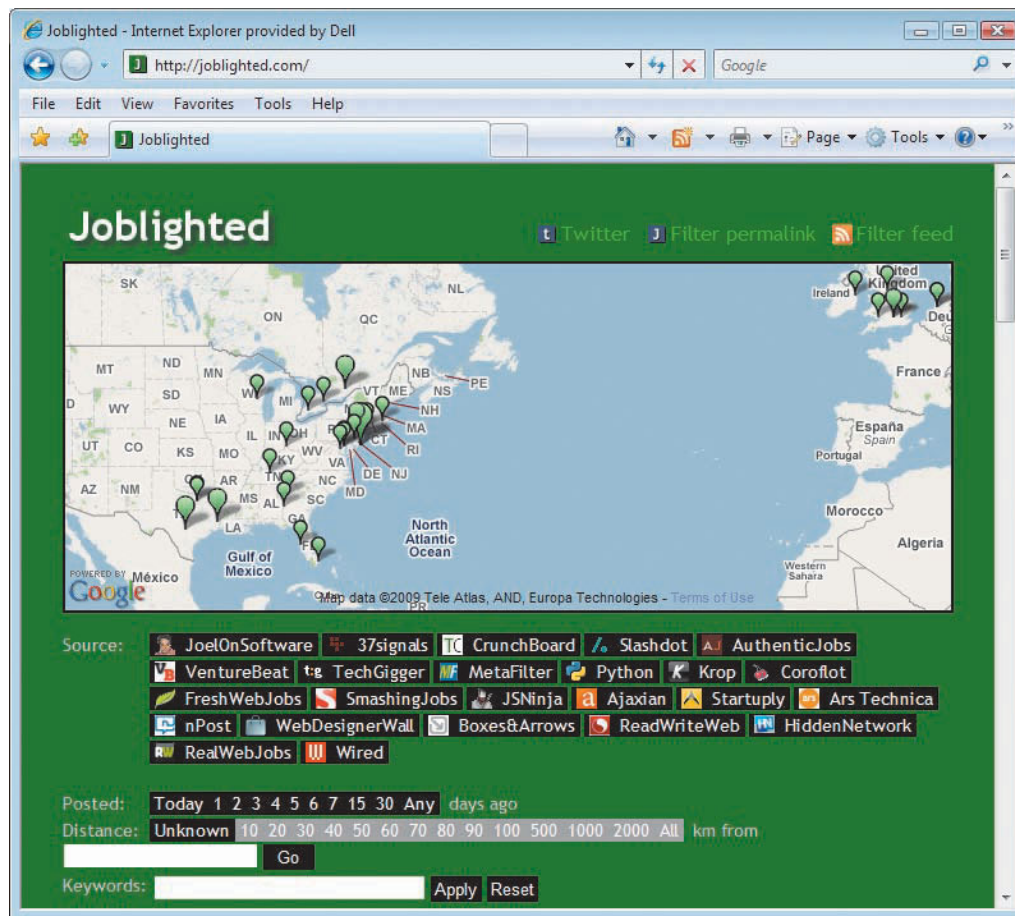 Joblighted - Internet Explorer provided by Dell
http://joblighted.com/
Google
File Edit View Favorites Tools Help
Joblighted
Page Tools
Joblighted
Twitter Filter permalink Filter feed
SK
NL
United Kingdom
Ireland
ON
QC
MT
ND
MN
NB
PE
VT
ME
NS
France
SD
WI
MI
NH
WY
NE
IA
MA
España
Spain
IL
IN
OH
CT
RI
UT
CO
KS
MO
KY
WV
VA
DE
NJ
Portugal
MD
AZ
NM
AR
TN
NC
MS
AL
SC
GA
LA
North Atlantic Ocean
Morocco
Algeria
Gulf of Mexico
Western Sahara
México
POWERED BY
Google
Map data ©2009 Tele Atlas, AND, Europa Technologies - Terms of Use
PR
Source: JoelOnSoftware 37signals CrunchBoard Slashdot AuthenticJobs
VentureBeat TechGigger MetaFilter Python Krop Coroflot
FreshWebJobs SmashingJobs JSNinja Ajaxian Startuply Ars Technica
nPost WebDesignerWall Boxes&Arrows ReadWriteWeb HiddenNetwork
RealWebJobs Wired
Posted: Today 1 2 3 4 5 6 7 15 30 Any days ago
Distance: Unknown 10 20 30 40 50 60 70 80 90 100 500 1000 2000 All km from
Go
Keywords: Apply Reset